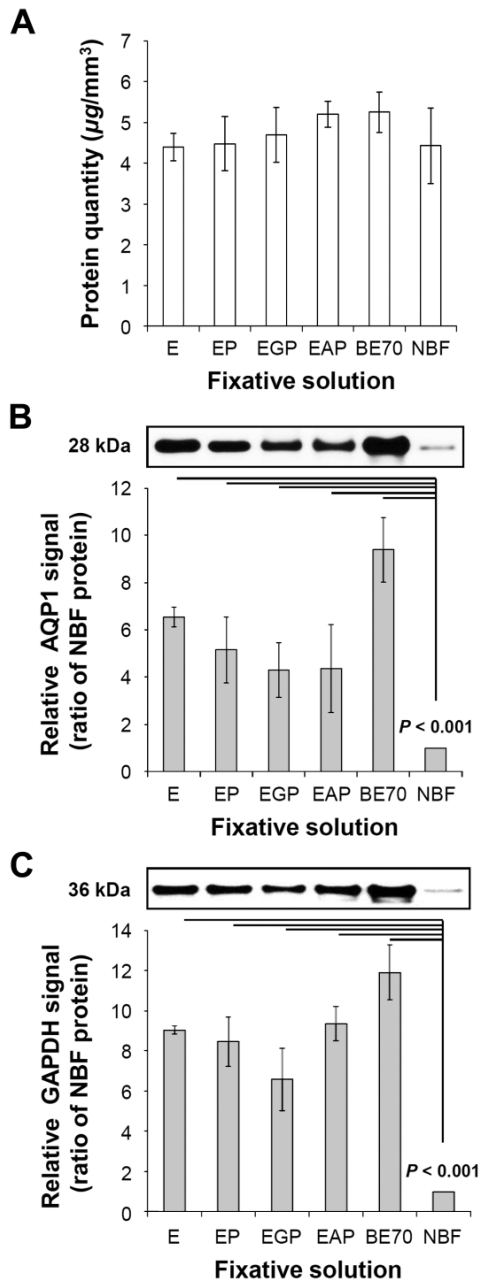 A
Protein quantity (µg/mm³)
7
6
5
4
3
2
1
0
E EP EGP EAP BE70 NBF
Fixative solution
B
28 kDa
Relative AQP1 signal
(ratio of NBF protein)
12
10
8
6
4
2
0
P < 0.001
E EP EGP EAP BE70 NBF
Fixative solution
C
36 kDa
Relative GAPDH signal
(ratio of NBF protein)
14
12
10
8
6
4
2
0
P < 0.001
E EP EGP EAP BE70 NBF
Fixative solution